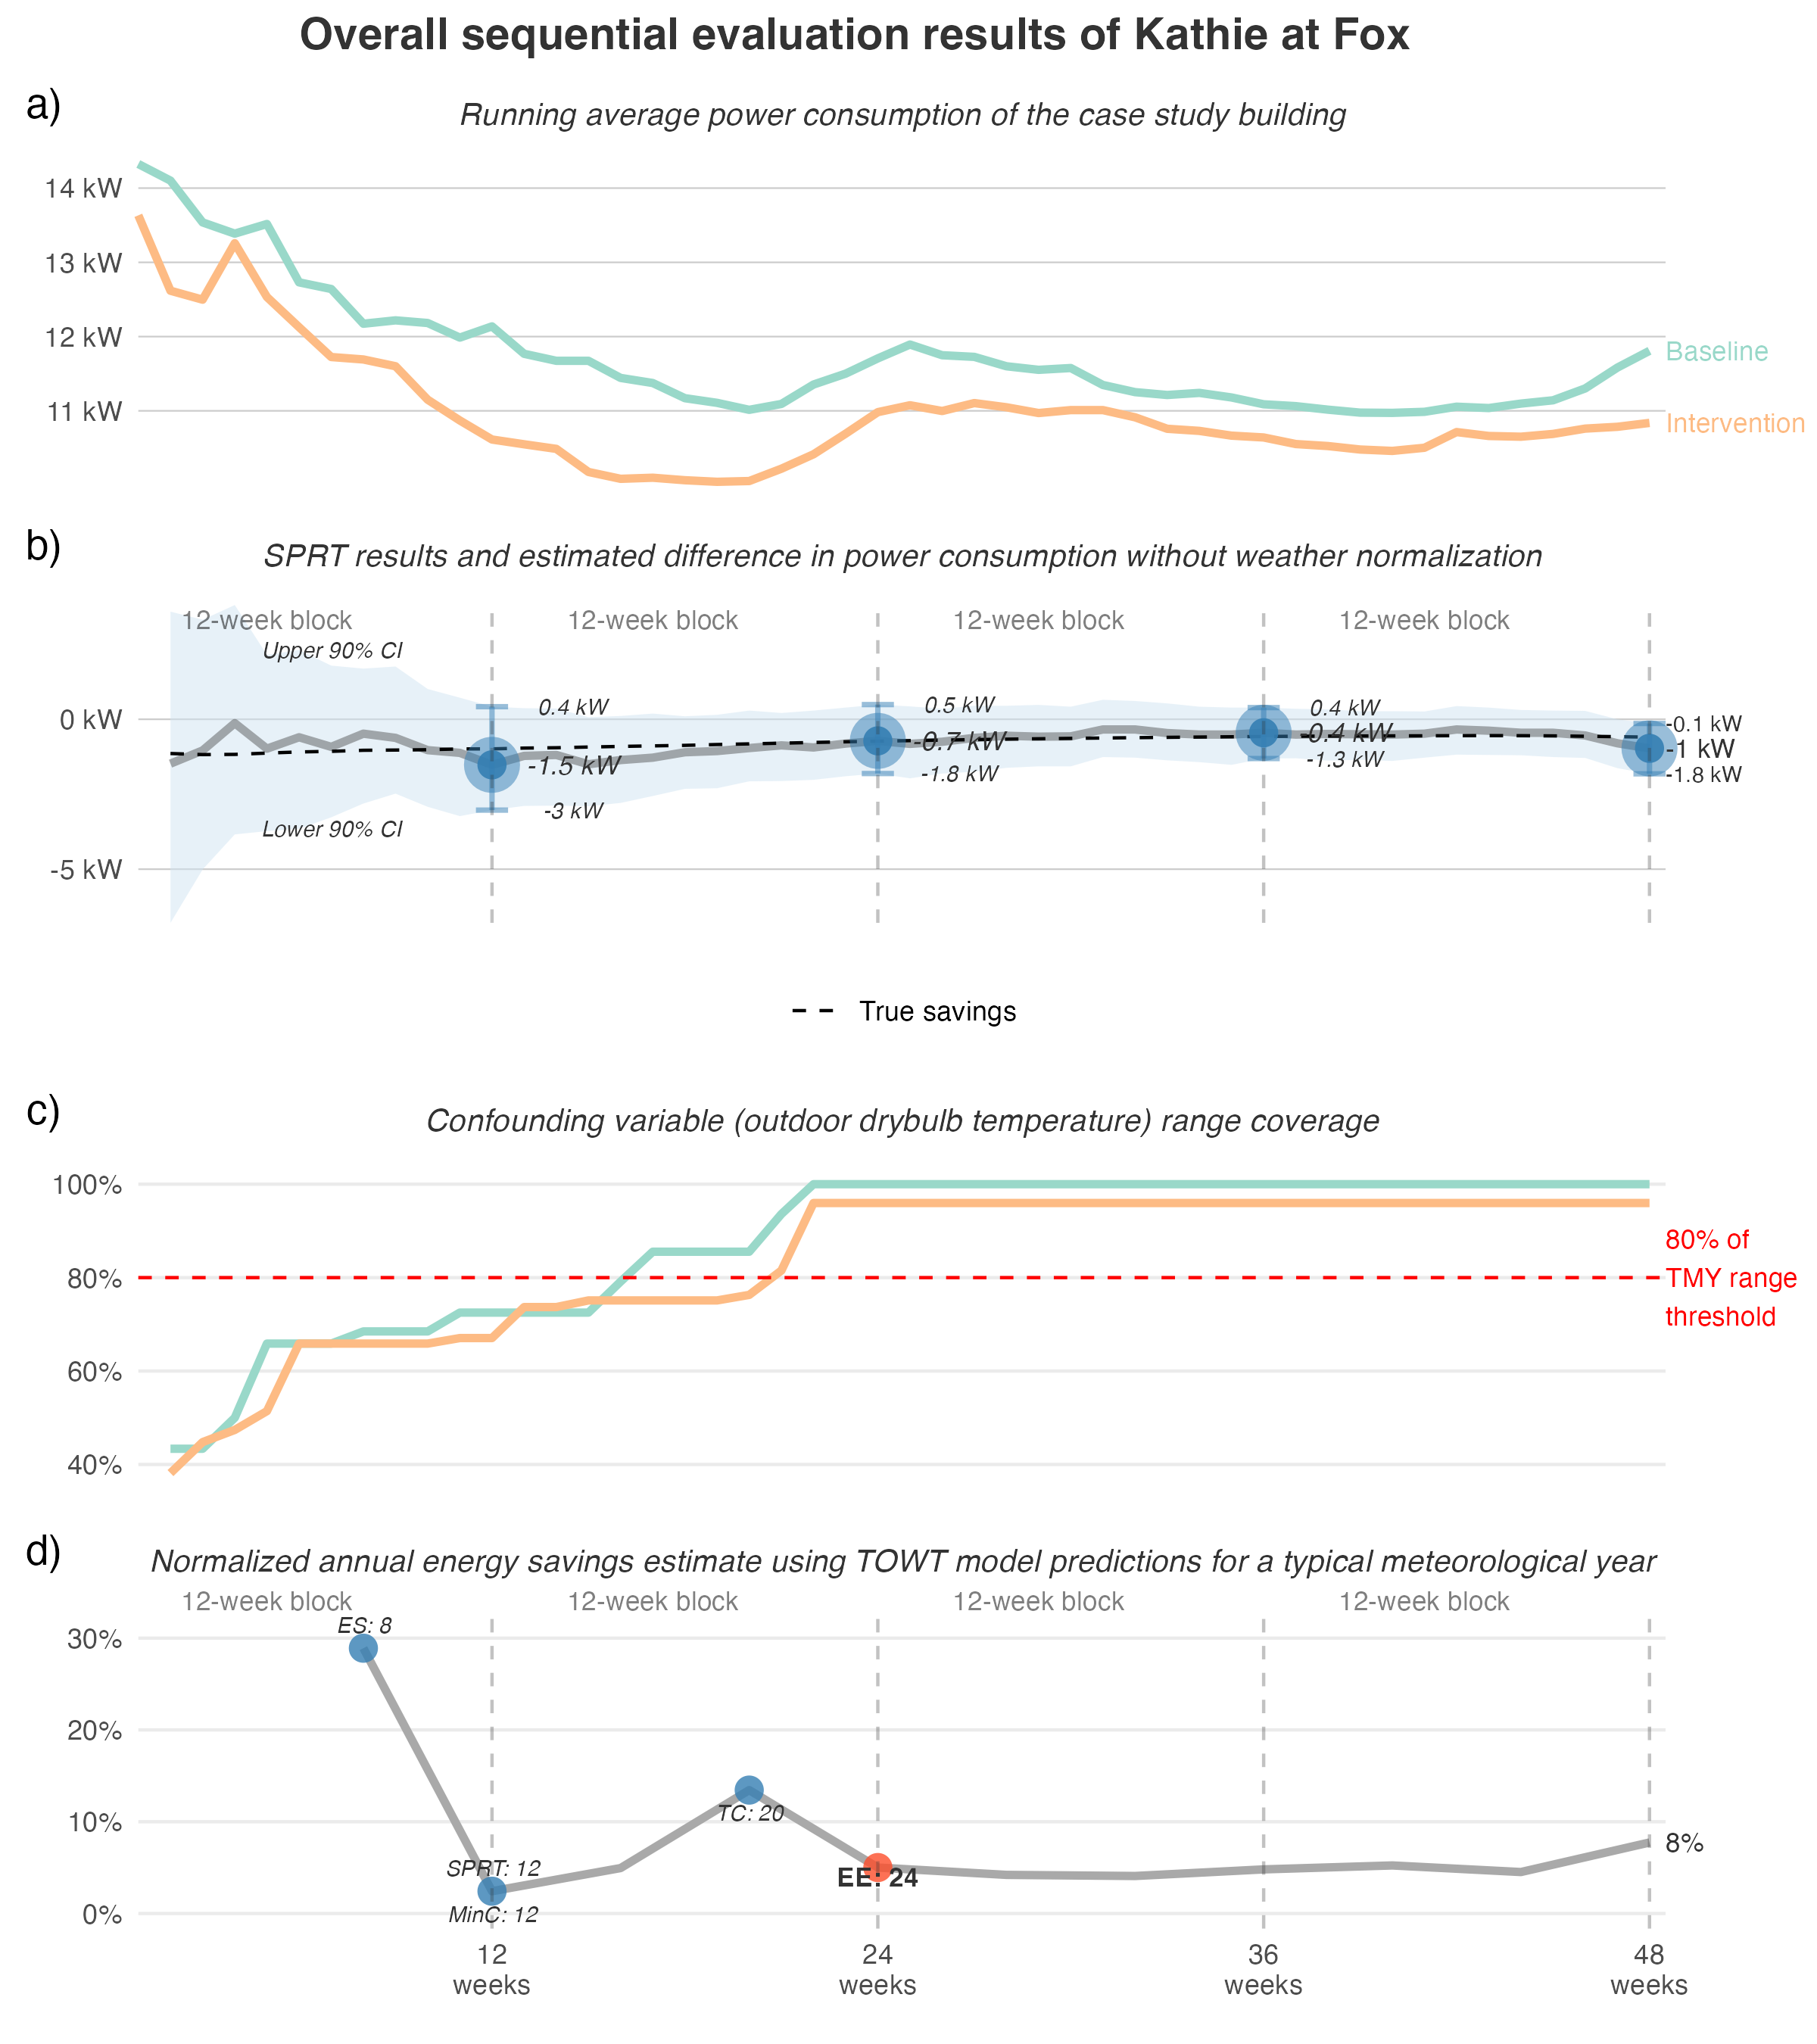 Overall sequential evaluation results of Kathie at Fox
a)
Running average power consumption of the case study building
14 kW
13 kW
12 kW
11 kW
Baseline
Intervention
b)
SPRT results and estimated difference in power consumption without weather normalization
12-week block
12-week block
12-week block
12-week block
Upper 90% CI
0 kW
0.4 kW
0.5 kW
0.4 kW
-0.1 kW
-1.5 kW
-0.7 kW
-0.4 kW
-1 kW
-3 kW
-1.8 kW
-1.3 kW
-1.8 kW
Lower 90% CI
-5 kW
True savings
c)
Confounding variable (outdoor drybulb temperature) range coverage
100%
80%
60%
40%
80% of
TMY range
threshold
d)
Normalized annual energy savings estimate using TOWT model predictions for a typical meteorological year
12-week block
12-week block
12-week block
12-week block
30%
20%
10%
0%
ES: 8
SPRT: 12
MinC: 12
TC: 20
EE: 24
8%
12
weeks
24
weeks
36
weeks
48
weeks